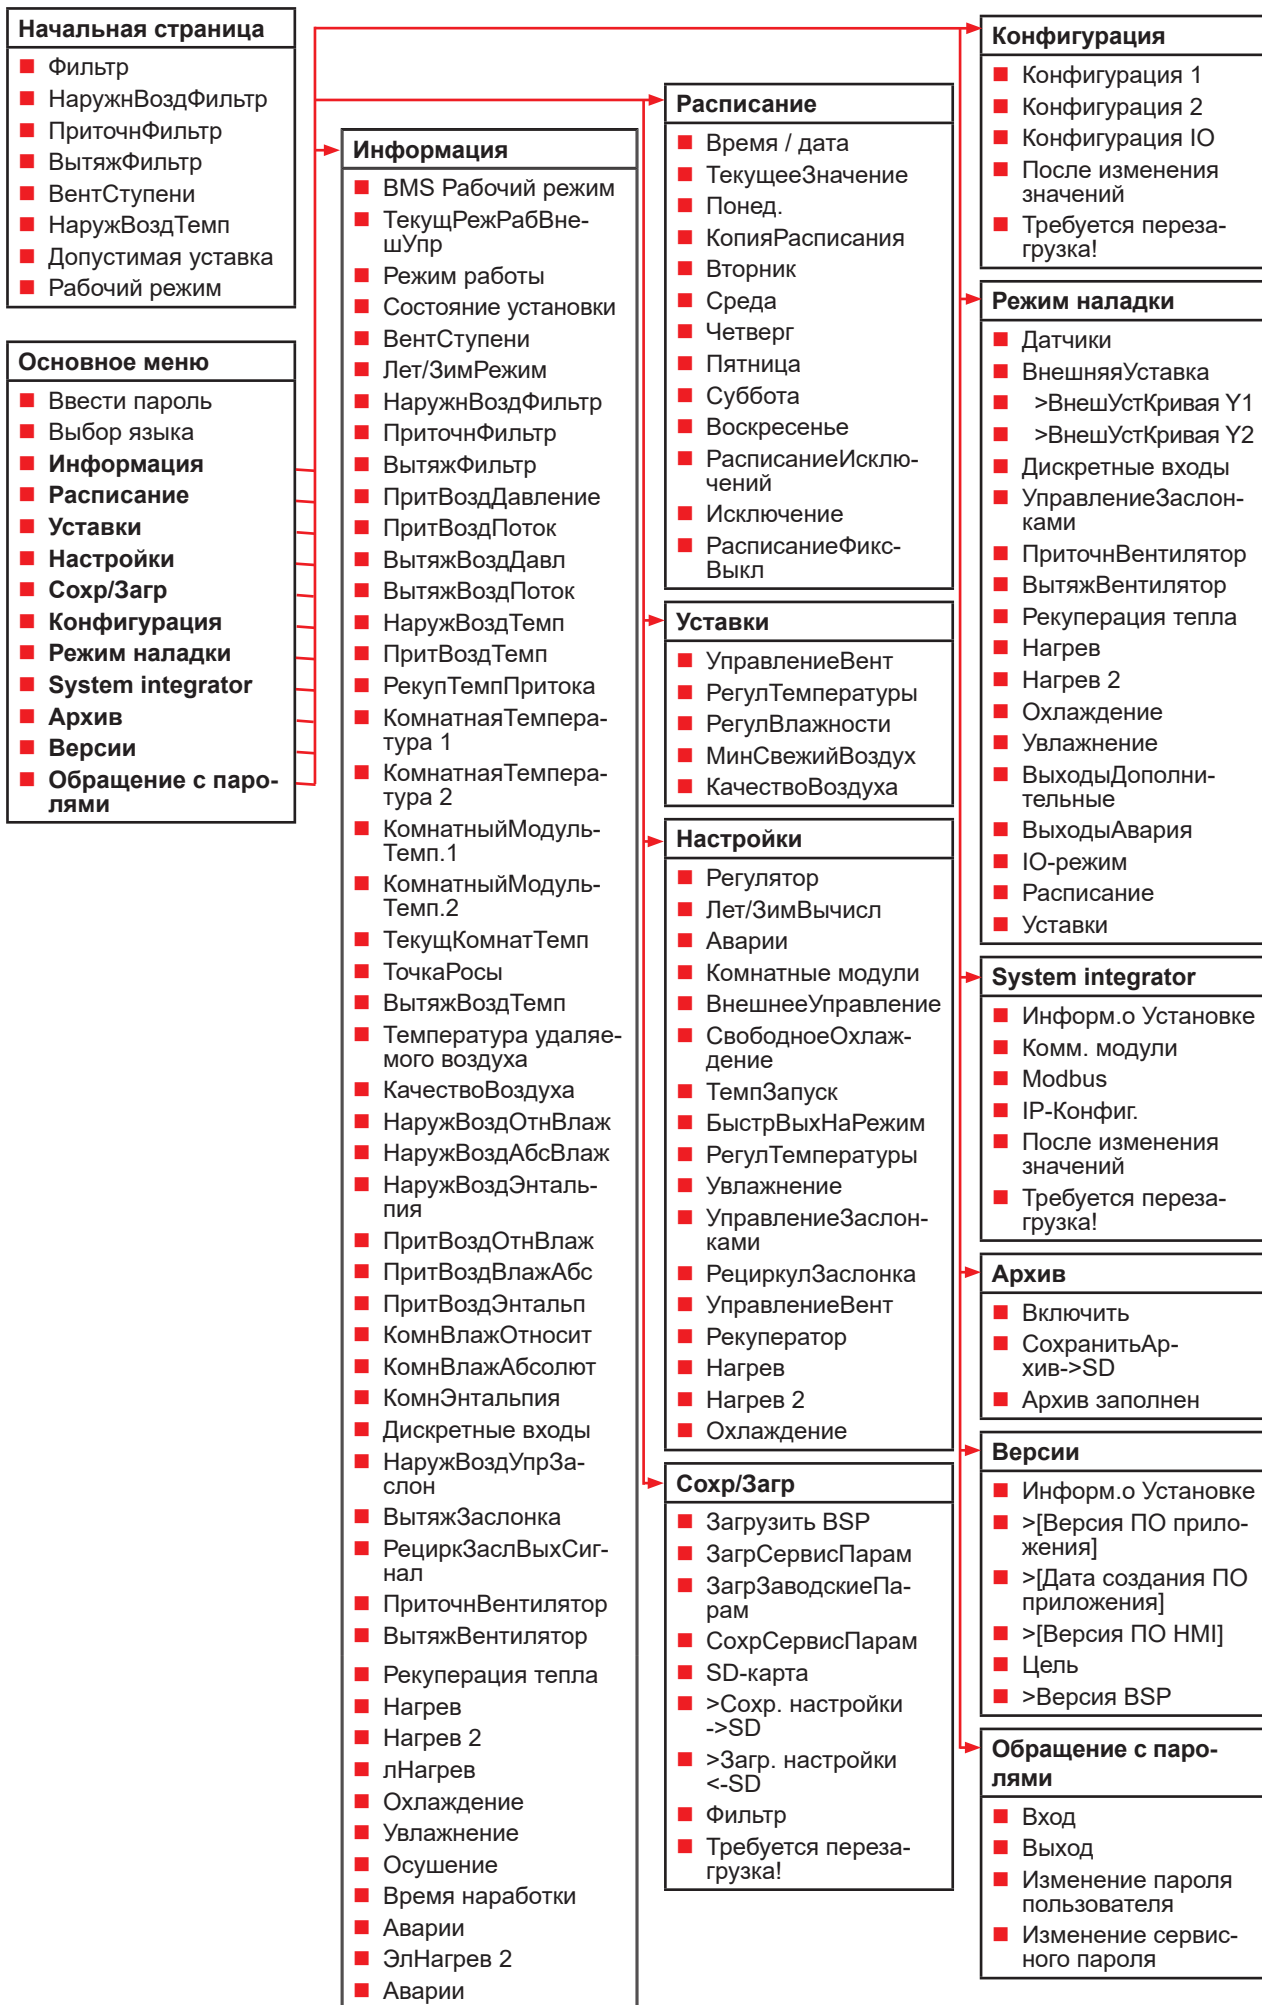 Начальная страница
Фильтр
НаружнВоздФильтр
ПриточнФильтр
ВытяжФильтр
ВентСтупени
НаружВоздТемп
Допустимая уставка
Рабочий режим
Основное меню
Ввести пароль
Выбор языка
Информация
Расписание
Уставки
Настройки
Сохр/Загр
Конфигурация
Режим наладки
System integrator
Архив
Версии
Обращение с паро-
лями
Информация
BMS Рабочий режим
ТекущРежРабВне-
шУпр
Режим работы
Состояние установки
ВентСтупени
Лет/ЗимРежим
НаружнВоздФильтр
ПриточнФильтр
ВытяжФильтр
ПритВоздДавление
ПритВоздПоток
ВытяжВоздДавл
ВытяжВоздПоток
НаружВоздТемп
ПритВоздТемп
РекупТемпПритока
КомнатнаяТемпера-
тура 1
КомнатнаяТемпера-
тура 2
КомнатныйМодуль-
Темп.1
КомнатныйМодуль-
Темп.2
ТекущКомнатТемп
ТочкаРосы
ВытяжВоздТемп
Температура удаляе-
мого воздуха
КачествоВоздуха
НаружВоздОтнВлаж
НаружВоздАбсВлаж
НаружВоздЭнталь-
пия
ПритВоздОтнВлаж
ПритВоздВлажАбс
ПритВоздЭнтальп
КомнВлажОтносит
КомнВлажАбсолют
КомнЭнтальпия
Дискретные входы
НаружВоздУпрЗа-
слон
ВытяжЗаслонка
РециркЗаслВыхСиг-
нал
ПриточнВентилятор
ВытяжВентилятор
Рекуперация тепла
Нагрев
Нагрев 2
лНагрев
Охлаждение
Увлажнение
Осушение
Время наработки
Аварии
ЭлНагрев 2
Аварии
Расписание
Время / дата
ТекущееЗначение
Понед.
КопияРасписания
Вторник
Среда
Четверг
Пятница
Суббота
Воскресенье
РасписаниеИсклю-
чений
Исключение
РасписаниеФикс-
Выкл
Уставки
УправлениеВент
РегулТемпературы
РегулВлажности
МинСвежийВоздух
КачествоВоздуха
Настройки
Регулятор
Лет/ЗимВычисл
Аварии
Комнатные модули
ВнешнееУправление
СвободноеОхлаж-
дение
ТемпЗапуск
БыстрВыхНаРежим
РегулТемпературы
Увлажнение
УправлениеЗаслон-
ками
РециркулЗаслонка
УправлениеВент
Рекуператор
Нагрев
Нагрев 2
Охлаждение
Сохр/Загр
Загрузить BSP
ЗагрСервисПарам
ЗагрЗаводскиеПа-
рам
СохрСервисПарам
SD-карта
>Сохр. настройки
->SD
>Загр. настройки
<-SD
Фильтр
Требуется переза-
грузка!
Конфигурация
Конфигурация 1
Конфигурация 2
Конфигурация IO
После изменения
значений
Требуется переза-
грузка!
Режим наладки
Датчики
ВнешняяУставка
>ВнешУстКривая Y1
>ВнешУстКривая Y2
Дискретные входы
УправлениеЗаслон-
ками
ПриточнВентилятор
ВытяжВентилятор
Рекуперация тепла
Нагрев
Нагрев 2
Охлаждение
Увлажнение
ВыходыДополни-
тельные
ВыходыАвария
IO-режим
Расписание
Уставки
System integrator
Информ.о Установке
Комм. модули
Modbus
IP-Конфиг.
После изменения
значений
Требуется переза-
грузка!
Архив
Включить
СохранитьАр-
хив->SD
Архив заполнен
Версии
Информ.о Установке
>[Версия ПО прило-
жения]
>[Дата создания ПО
приложения]
>[Версия ПО HMI]
Цель
>Версия BSP
Обращение с паро-
лями
Вход
Выход
Изменение пароля
пользователя
Изменение сервис-
ного пароля